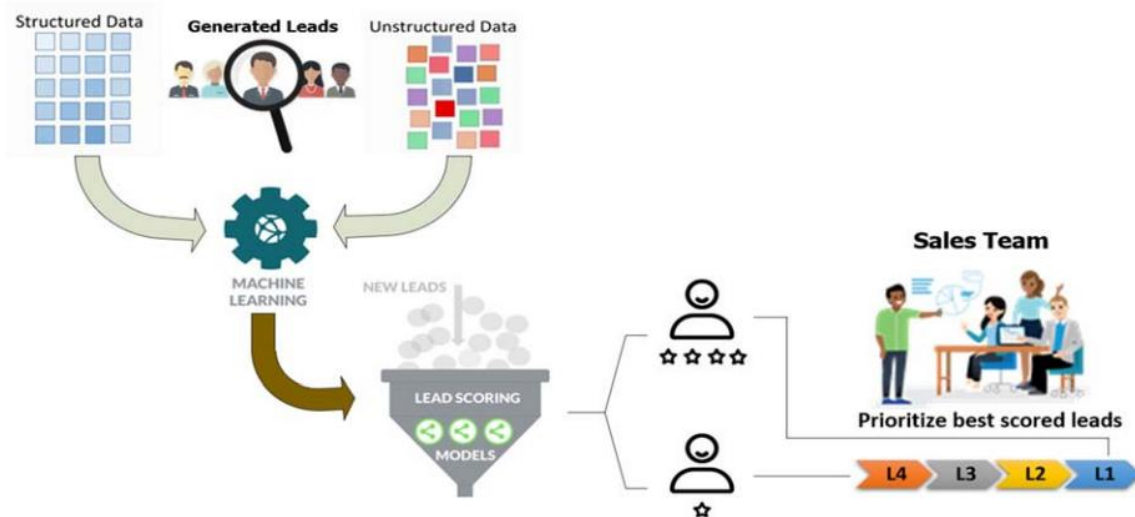 Structured Data
Generated Leads
Unstructured Data
MACHINE
LEARNING
NEW LEADS
LEAD SCORING
MODELS
Sales Team
Prioritize best scored leads
L4
L3
L2
L1